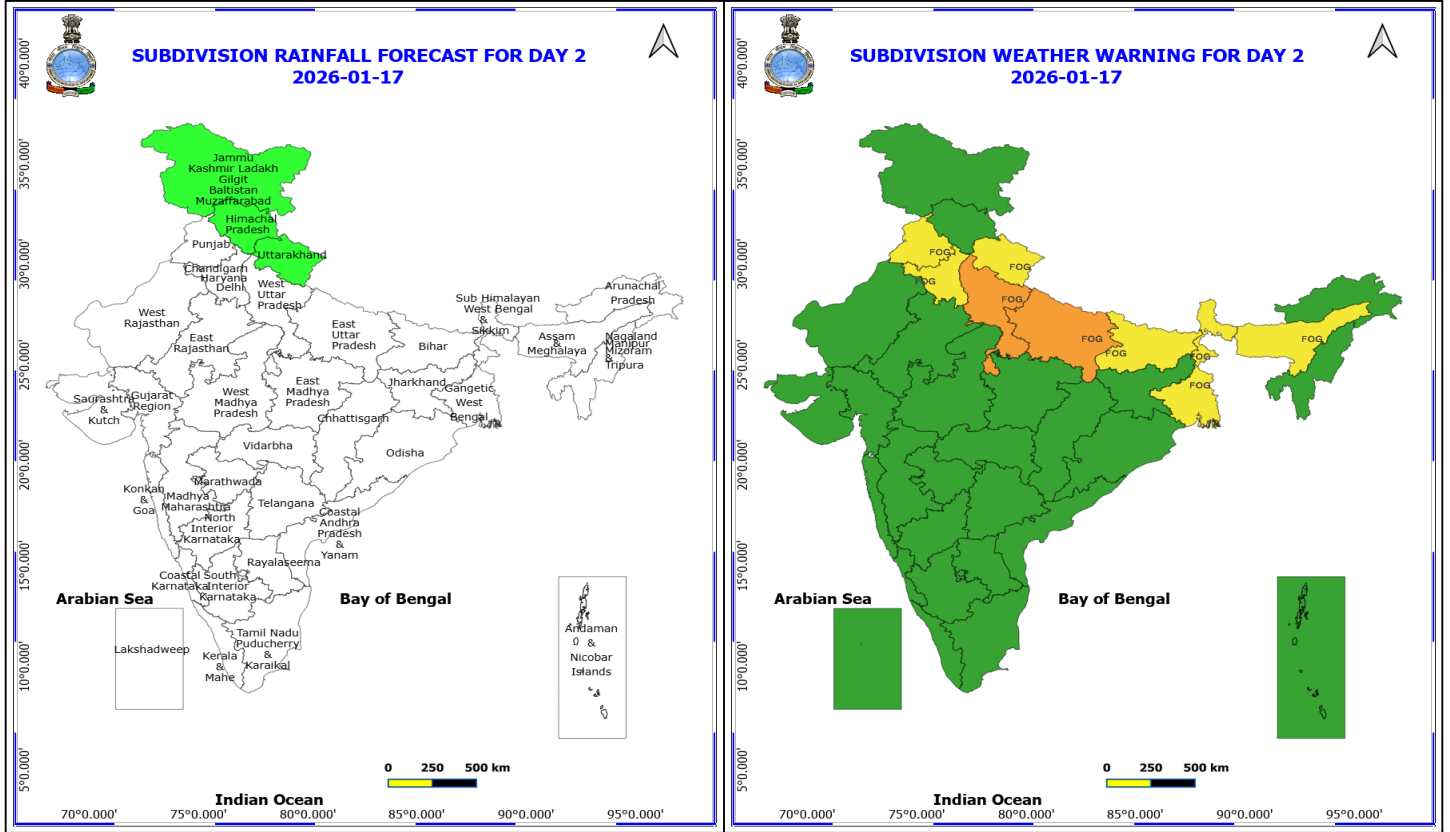 SUBDIVISION RAINFALL FORECAST FOR DAY 2
2026-01-17
40°0.000'
35°0.000'
30°0.000'
25°0.000'
20°0.000'
15°0.000'
10°0.000'
5°0.000'
Jammu
Kashmir Ladakh
Gilgit
Baltistan
Muzaffarabad
Himachal
Pradesh
Punjab
Uttarakhand
Chandigarh
Haryana
Delhi
West
Uttar
Pradesh
Arunachal
Pradesh
Sub Himalayan
West Bengal
&
Sikkim
West
Rajasthan
East
Rajasthan
East
Uttar
Pradesh
Bihar
Assam
&
Meghalaya
Nagaland
Manipur
Mizoram
&
Tripura
Saurashtra
&
Kutch
Gujarat
Region
West
Madhya
Pradesh
East
Madhya
Pradesh
Jharkhand
Gangetic
West
Bengal
Chhattisgarh
Vidarbha
Odisha
Konkan
&
Goa
Marathwada
Madhya
Maharashtra
Telangana
North
Interior
Karnataka
Coastal
Andhra
Pradesh
&
Yanam
Rayalaseema
Coastal
Karnataka
South
Interior
Karnataka
Arabian Sea
Bay of Bengal
Lakshadweep
Kerala
&
Mahe
Tamil Nadu
Puducherry
&
Karaikal
Andaman
&
Nicobar
Islands
0 250 500 km
Indian Ocean
70°0.000' 75°0.000' 80°0.000' 85°0.000' 90°0.000' 95°0.000'
SUBDIVISION WEATHER WARNING FOR DAY 2
2026-01-17
40°0.000'
35°0.000'
30°0.000'
25°0.000'
20°0.000'
15°0.000'
10°0.000'
5°0.000'
FOG
FOG
FOG
FOG
FOG
FOG
FOG
FOG
FOG
Arabian Sea
Bay of Bengal
0 250 500 km
Indian Ocean
70°0.000' 75°0.000' 80°0.000' 85°0.000' 90°0.000' 95°0.000'